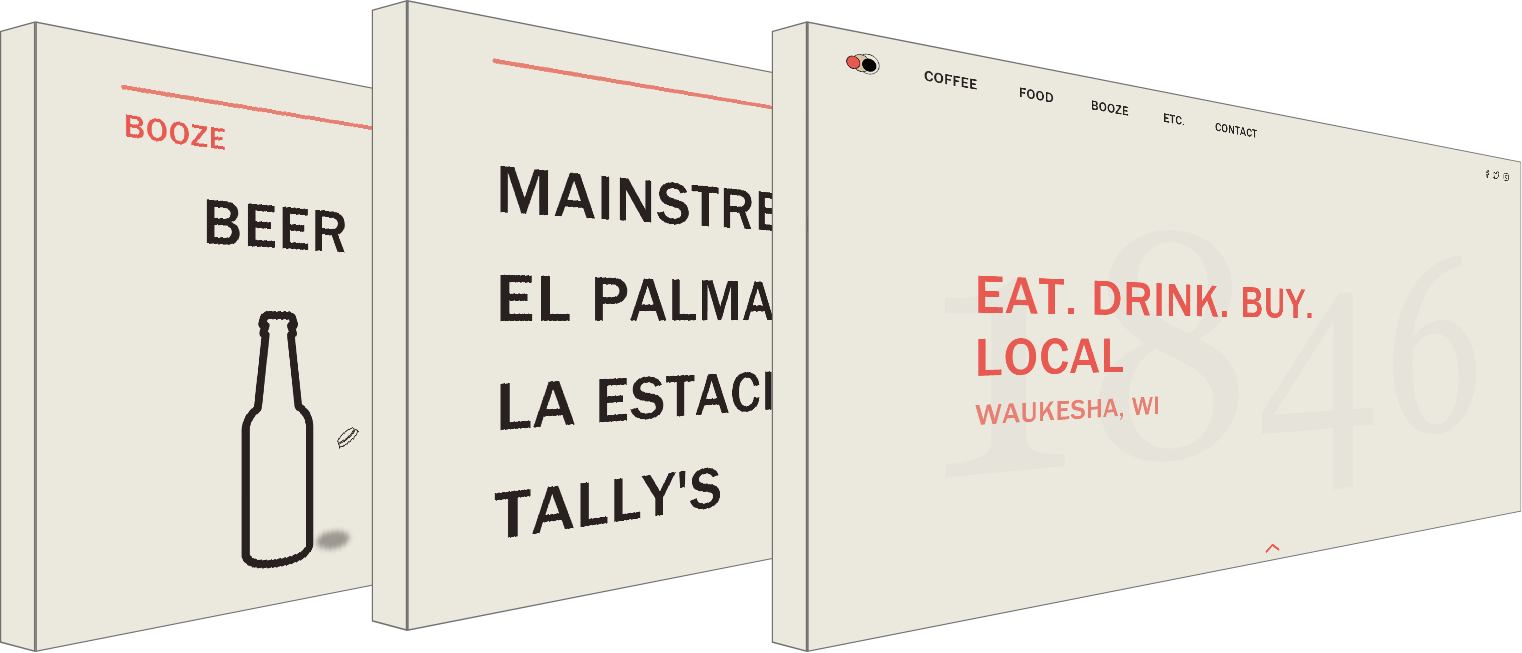 BOOZE
BEER
MAINSTRE
EL PALMA
LA ESTACI
TALLY'S
COFFEE FOOD BOOZE ETC. CONTACT
1846
EAT. DRINK. BUY.
LOCAL
WAUKESHA, WI